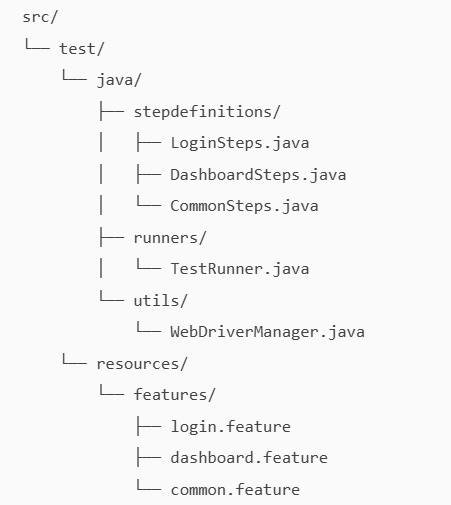 src/
└── test/
    └── java/
        ├── stepdefinitions/
        │   ├── LoginSteps.java
        │   ├── DashboardSteps.java
        │   └── CommonSteps.java
        ├── runners/
        │   └── TestRunner.java
        └── utils/
            └── WebDriverManager.java
    └── resources/
        └── features/
            ├── login.feature
            ├── dashboard.feature
            └── common.feature